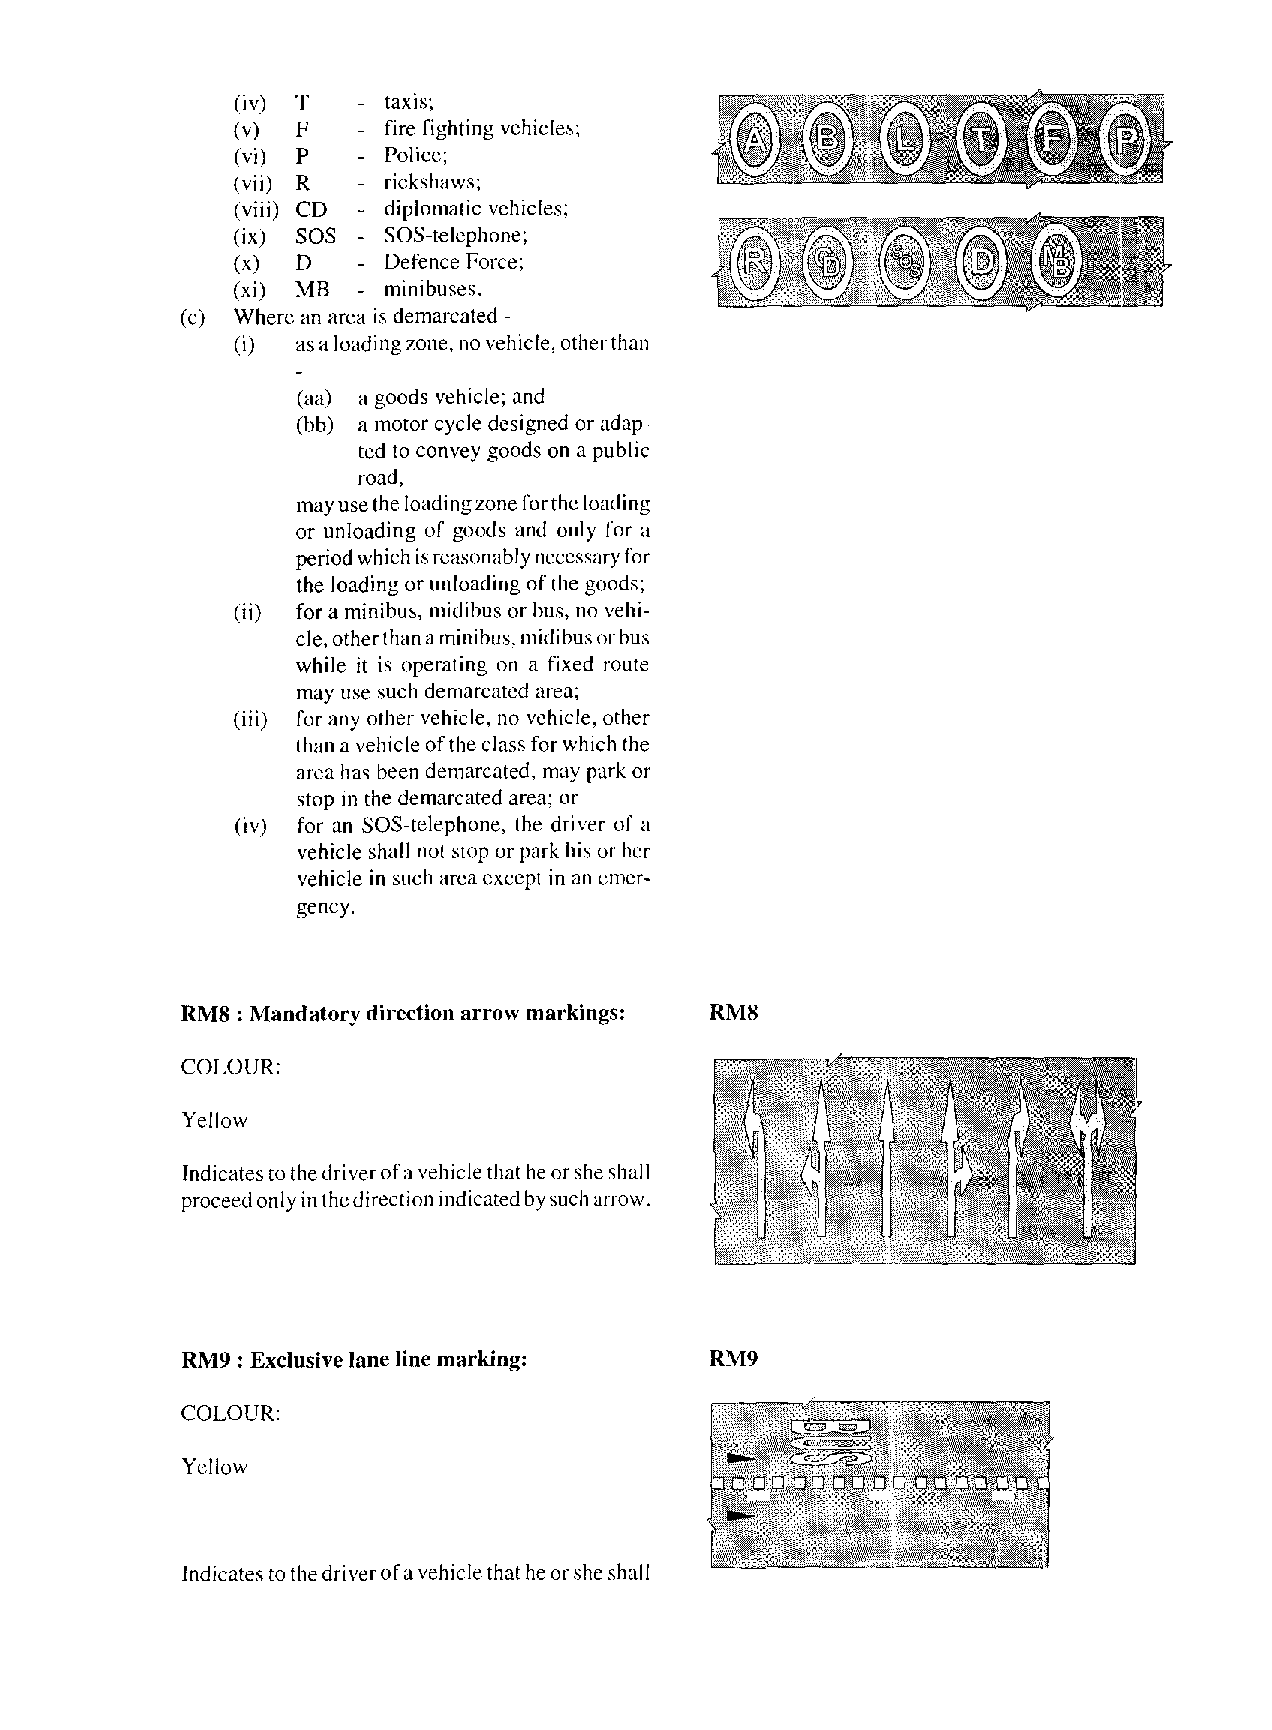 (iv) T - taxis;
(v) F - fire fighting vehicles;
(vi) P - Police;
(vii) R - rickshaws;
(viii) CD - diplomatic vehicles;
(ix) SOS - SOS-telephone;
(x) D - Defence Force;
(xi) MB - minibuses.
A B L T F P
R CD SOS D MB
(c) Where an area is demarcated -
(i) as a loading zone, no vehicle, other than
-
(aa) a goods vehicle; and
(bb) a motor cycle designed or adap-
ted to convey goods on a public
road,
may use the loading zone for the loading
or unloading of goods and only for a
period which is reasonably necessary for
the loading or unloading of the goods;
(ii) for a minibus, midibus or bus, no vehi-
cle, other than a minibus, midibus or bus
while it is operating on a fixed route
may use such demarcated area;
(iii) for any other vehicle, no vehicle, other
than a vehicle of the class for which the
area has been demarcated, may park or
stop in the demarcated area; or
(iv) for an SOS-telephone, the driver of a
vehicle shall not stop or park his or her
vehicle in such area except in an emer-
gency.
RM8 : Mandatory direction arrow markings:
RM8
COLOUR:
Yellow
Indicates to the driver of a vehicle that he or she shall
proceed only in the direction indicated by such arrow.
RM9 : Exclusive lane line marking:
RM9
COLOUR:
Yellow
BUS
Indicates to the driver of a vehicle that he or she shall